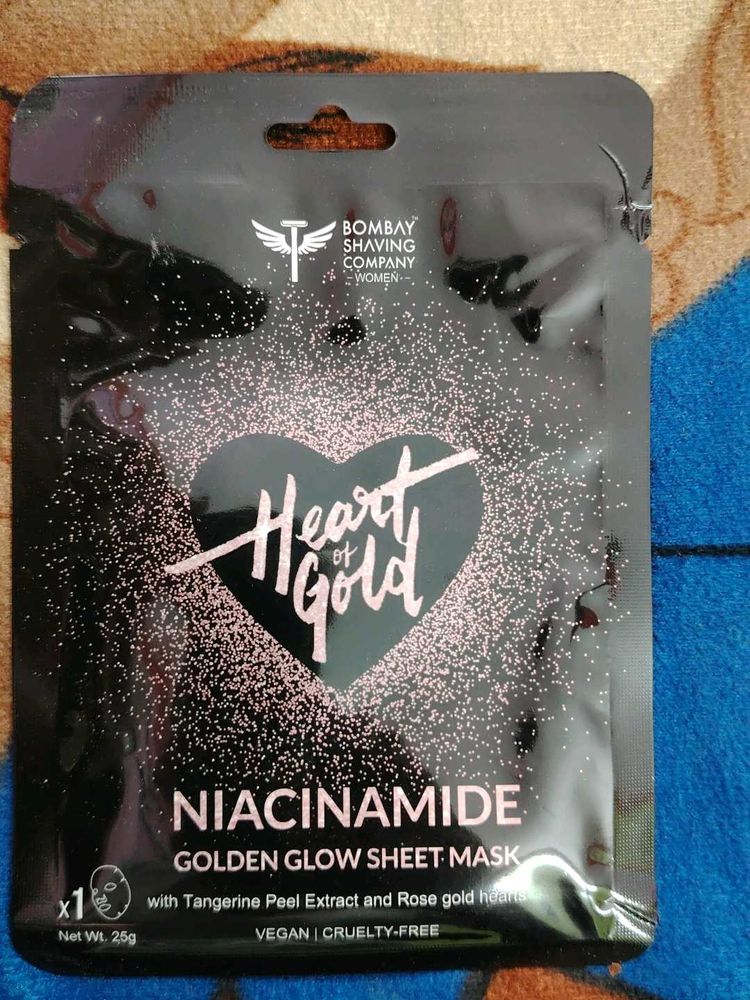 BOMBAY™
SHAVING
COMPANY
– WOMEN –
Heart
of
Gold
NIACINAMIDE
GOLDEN GLOW SHEET MASK
x1
with Tangerine Peel Extract and Rose gold hearts
Net Wt. 25g
VEGAN | CRUELTY-FREE